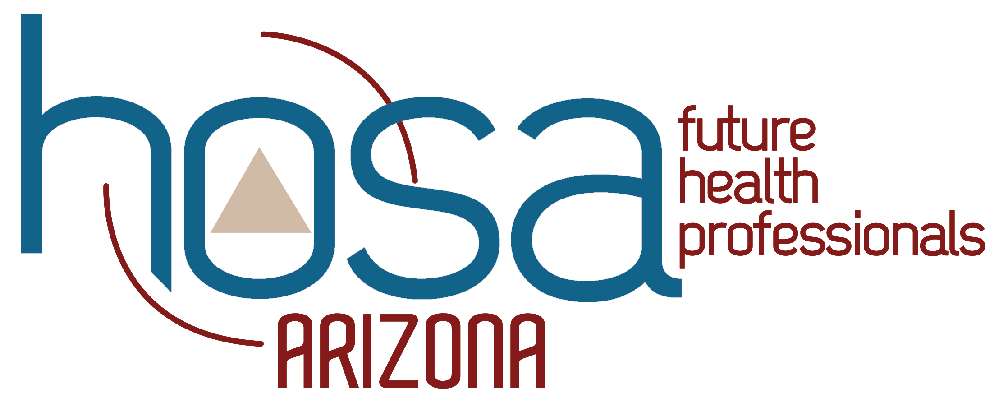 hosa
future
health
professionals
ARIZONA